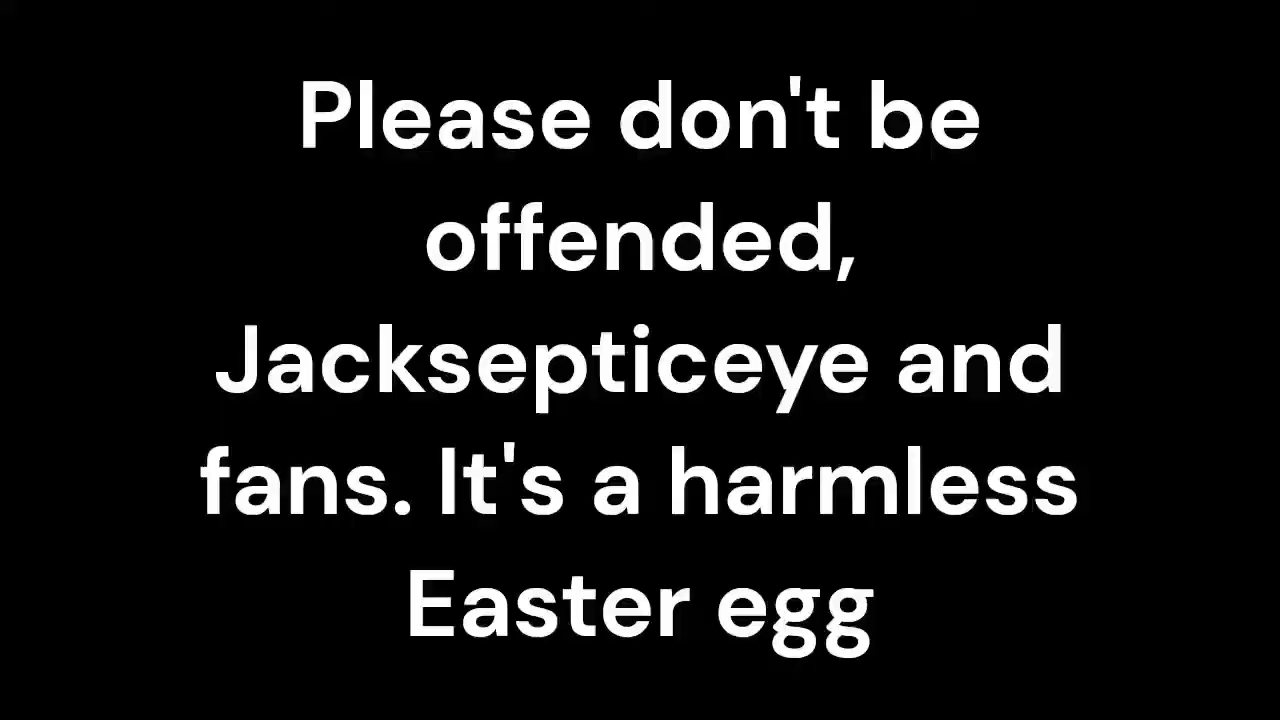 Please don't be
offended,
Jacksepticeye and
fans. It's a harmless
Easter egg